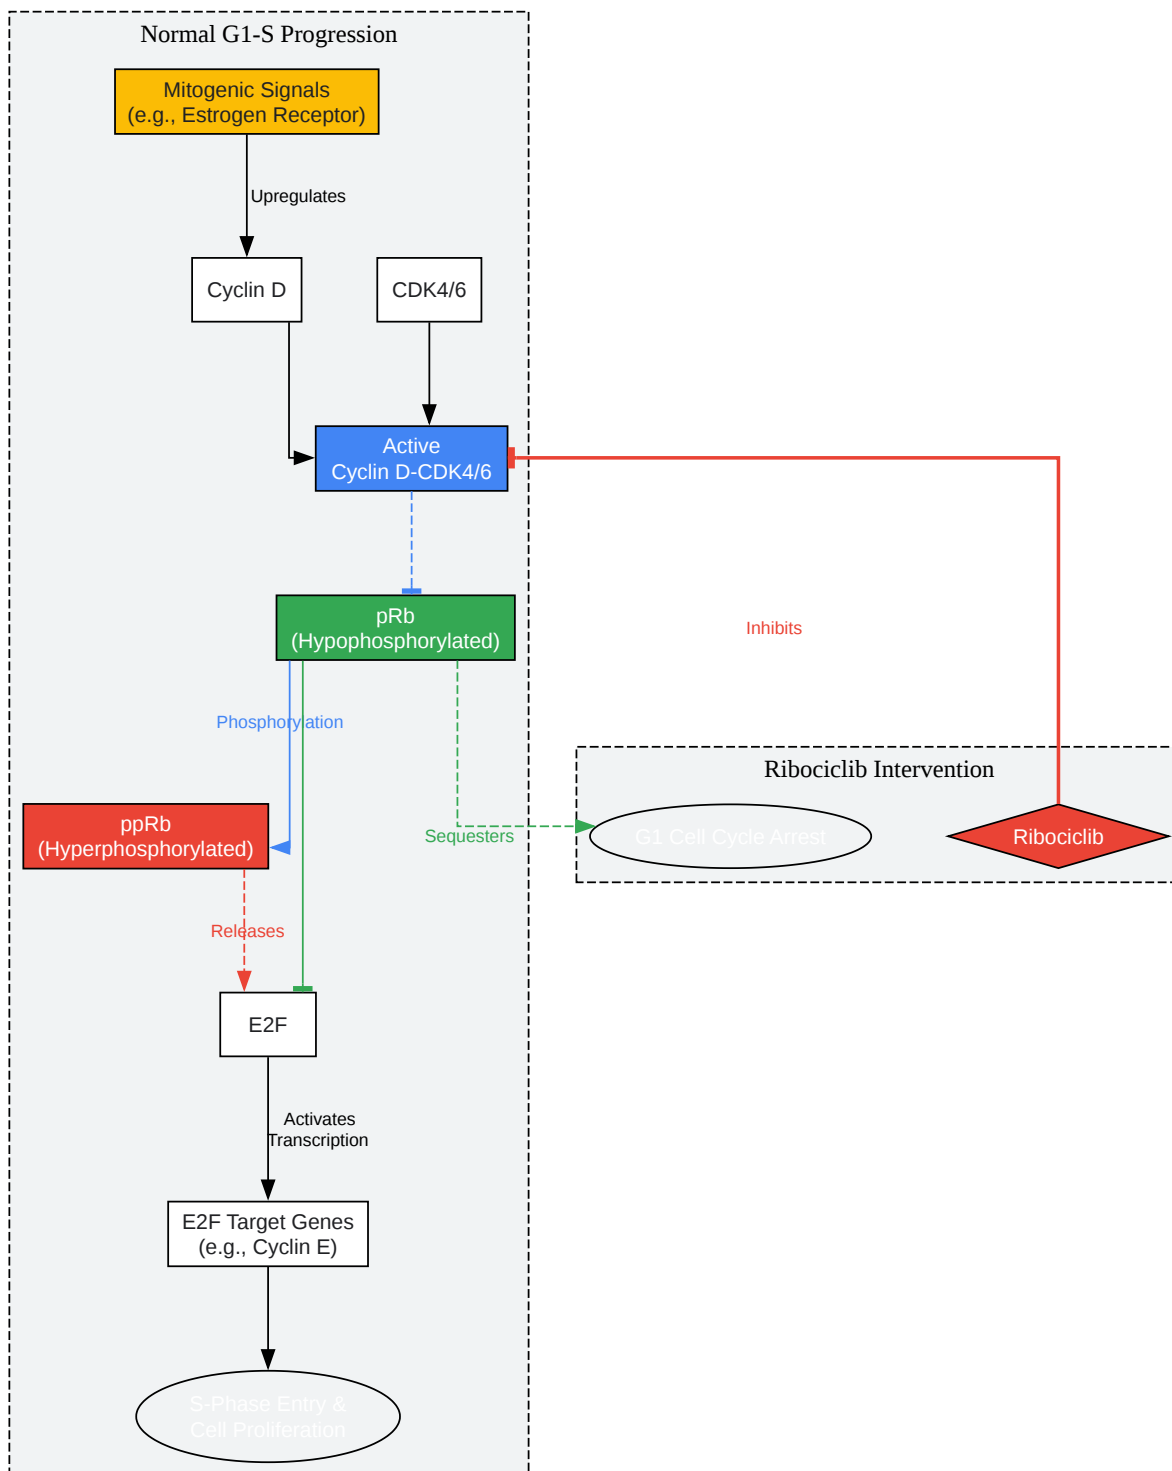 Normal G1-S Progression
Mitogenic Signals
(e.g., Estrogen Receptor)
Upregulates
Cyclin D
CDK4/6
Active
Cyclin D-CDK4/6
pRb
(Hypophosphorylated)
Inhibits
Phosphorylation
Ribociclib Intervention
ppRb
(Hyperphosphorylated)
Sequesters
G1 Cell Cycle Arrest
Ribociclib
Releases
E2F
Activates
Transcription
E2F Target Genes
(e.g., Cyclin E)
S-Phase Entry &
Cell Proliferation